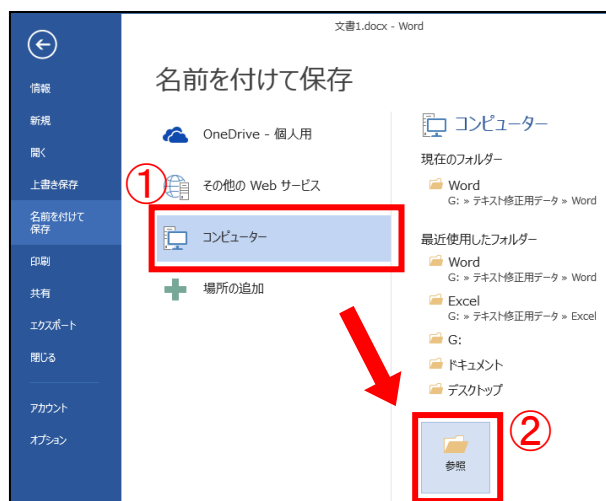 文書1.docx - Word
情報
新規
開く
上書き保存
名前を付けて
保存
印刷
共有
エクスポート
閉じる
アカウント
オプション
名前を付けて保存
OneDrive - 個人用
①
その他の Web サービス
コンピューター
場所の追加
コンピューター
現在のフォルダー
Word
G: » テキスト修正用データ » Word
最近使用したフォルダー
Word
G: » テキスト修正用データ » Word
Excel
G: » テキスト修正用データ » Excel
G:
ドキュメント
デスクトップ
②
参照